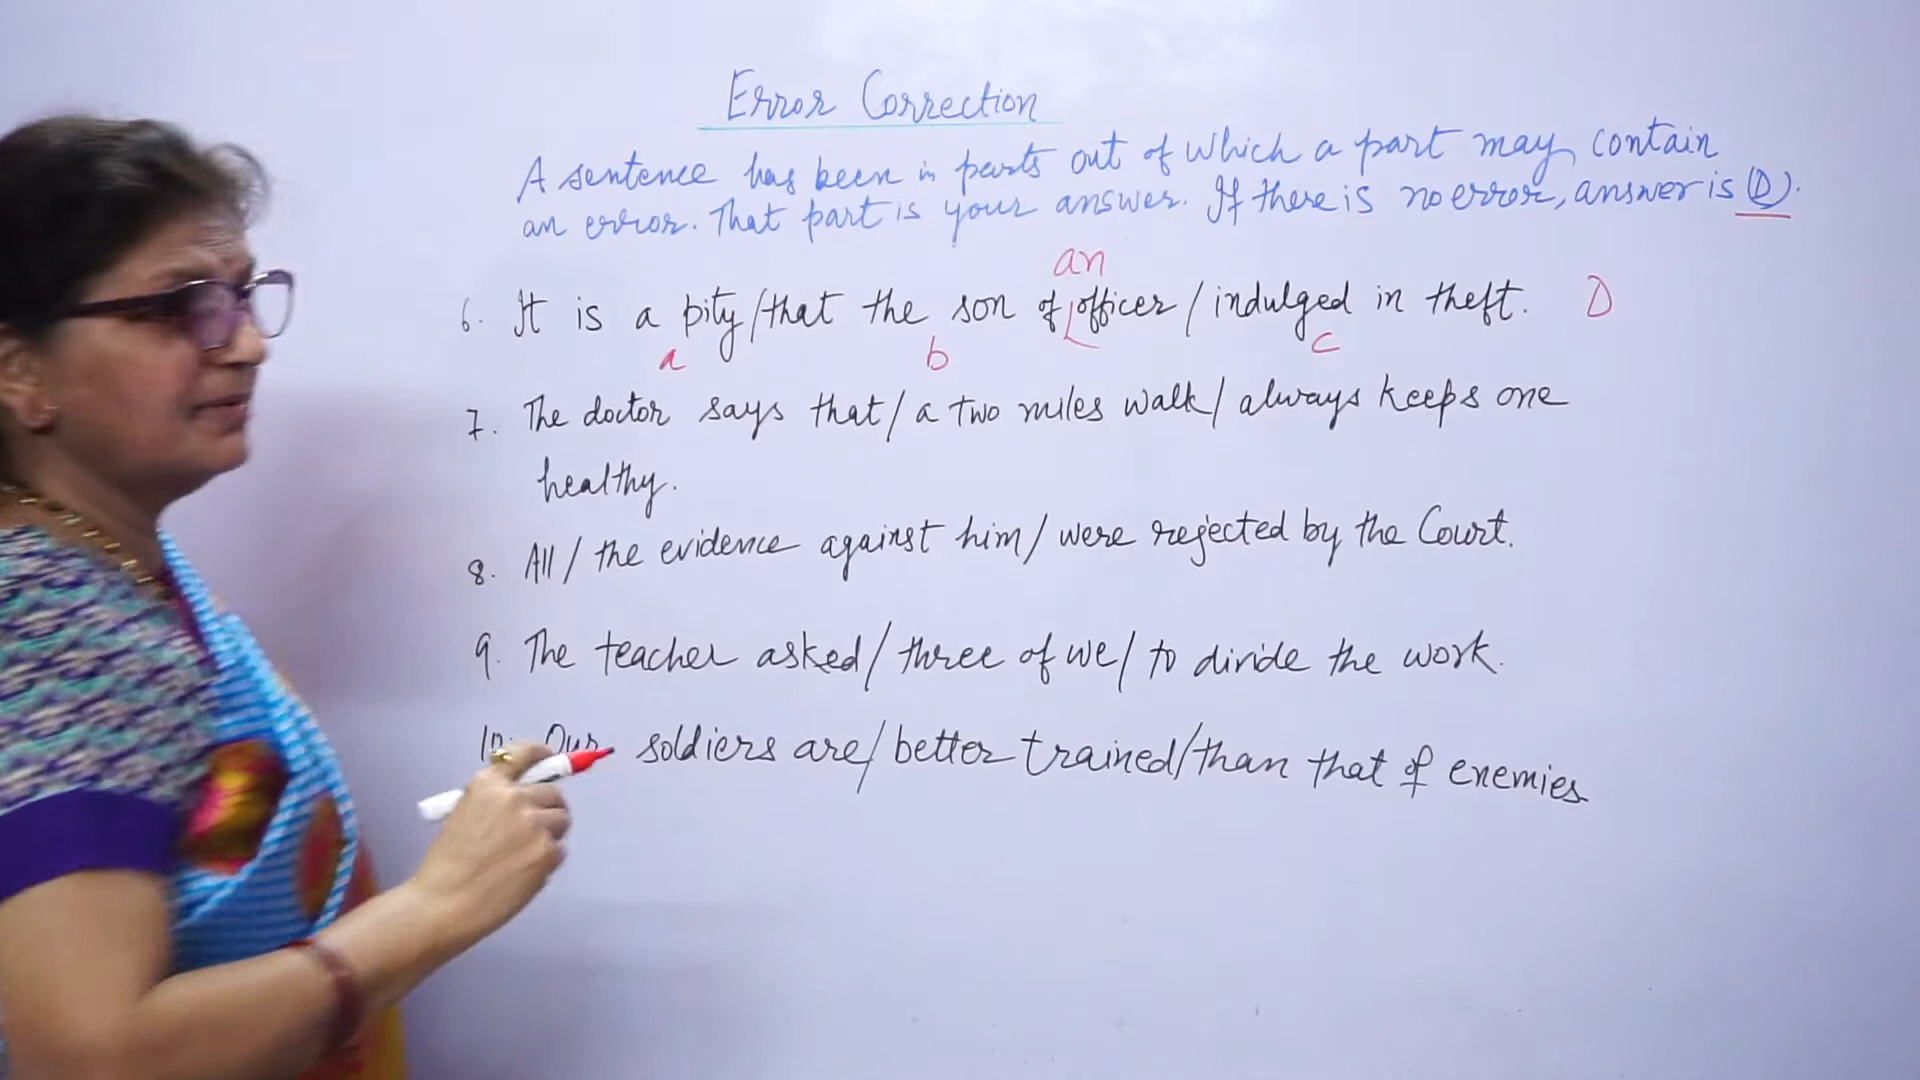 Error Correction
A sentence has been in parts out of which a part may contain
an error. That part is your answer. If there is no error, answer is (D).
an
6. It is a pity/that the son of officer/indulged in theft. D
a b c
7. The doctor says that/a two miles walk/always keeps one
healthy.
8. All/the evidence against him/were rejected by the Court.
9. The teacher asked/three of we/to divide the work.
10. Our soldiers are/better trained/than that of enemies